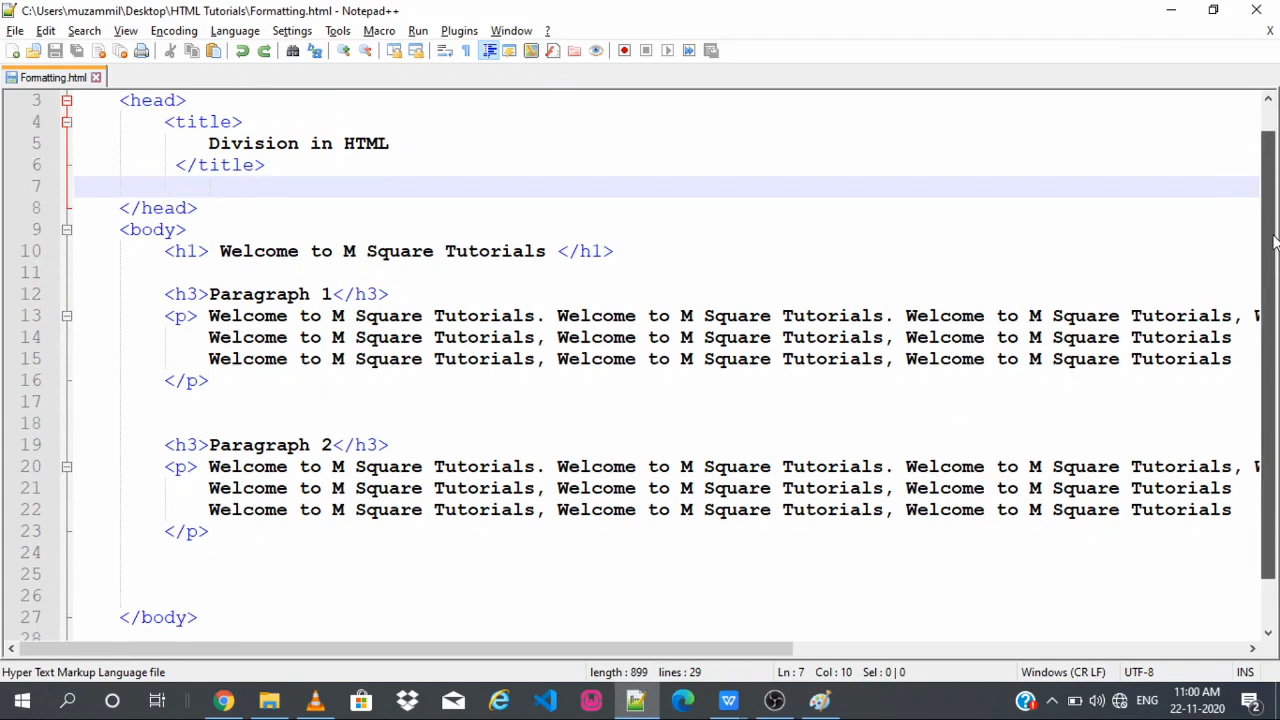 C:\Users\muzammil\Desktop\HTML Tutorials\Formatting.html - Notepad++
File Edit Search View Encoding Language Settings Tools Macro Run Plugins Window ?
X
Formatting.html
3 <head>
4 <title>
5 Division in HTML
6 </title>
7
8 </head>
9 <body>
10 <h1> Welcome to M Square Tutorials </h1>
11
12 <h3>Paragraph 1</h3>
13 <p> Welcome to M Square Tutorials. Welcome to M Square Tutorials. Welcome to M Square Tutorials,
14 Welcome to M Square Tutorials, Welcome to M Square Tutorials, Welcome to M Square Tutorials
15 Welcome to M Square Tutorials, Welcome to M Square Tutorials, Welcome to M Square Tutorials
16 </p>
17
18
19 <h3>Paragraph 2</h3>
20 <p> Welcome to M Square Tutorials. Welcome to M Square Tutorials. Welcome to M Square Tutorials,
21 Welcome to M Square Tutorials, Welcome to M Square Tutorials, Welcome to M Square Tutorials
22 Welcome to M Square Tutorials, Welcome to M Square Tutorials, Welcome to M Square Tutorials
23 </p>
24
25
26
27 </body>
28
Hyper Text Markup Language file length : 899 lines : 29 Ln : 7 Col : 10 Sel : 0 | 0 Windows (CR LF) UTF-8 INS
ENG
11:00 AM
22-11-2020
2